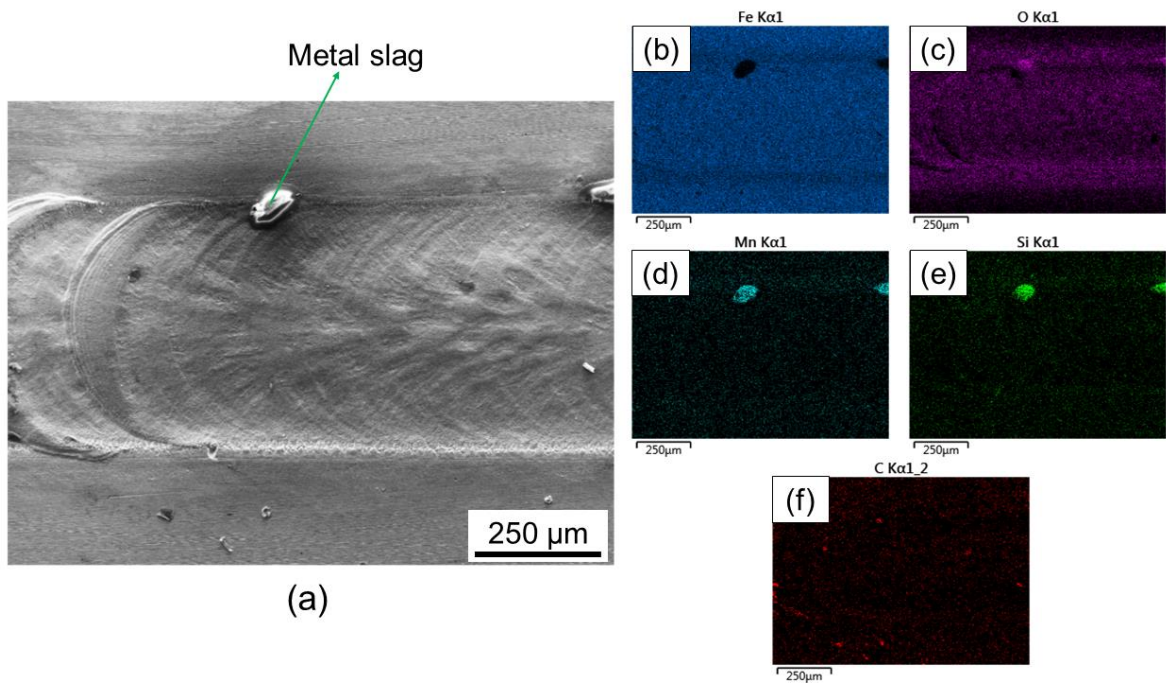 Metal slag
250 µm
(a)
Fe Kα1
(b)
250µm
O Kα1
(c)
250µm
Mn Kα1
(d)
250µm
Si Kα1
(e)
250µm
C Kα1_2
(f)
250µm